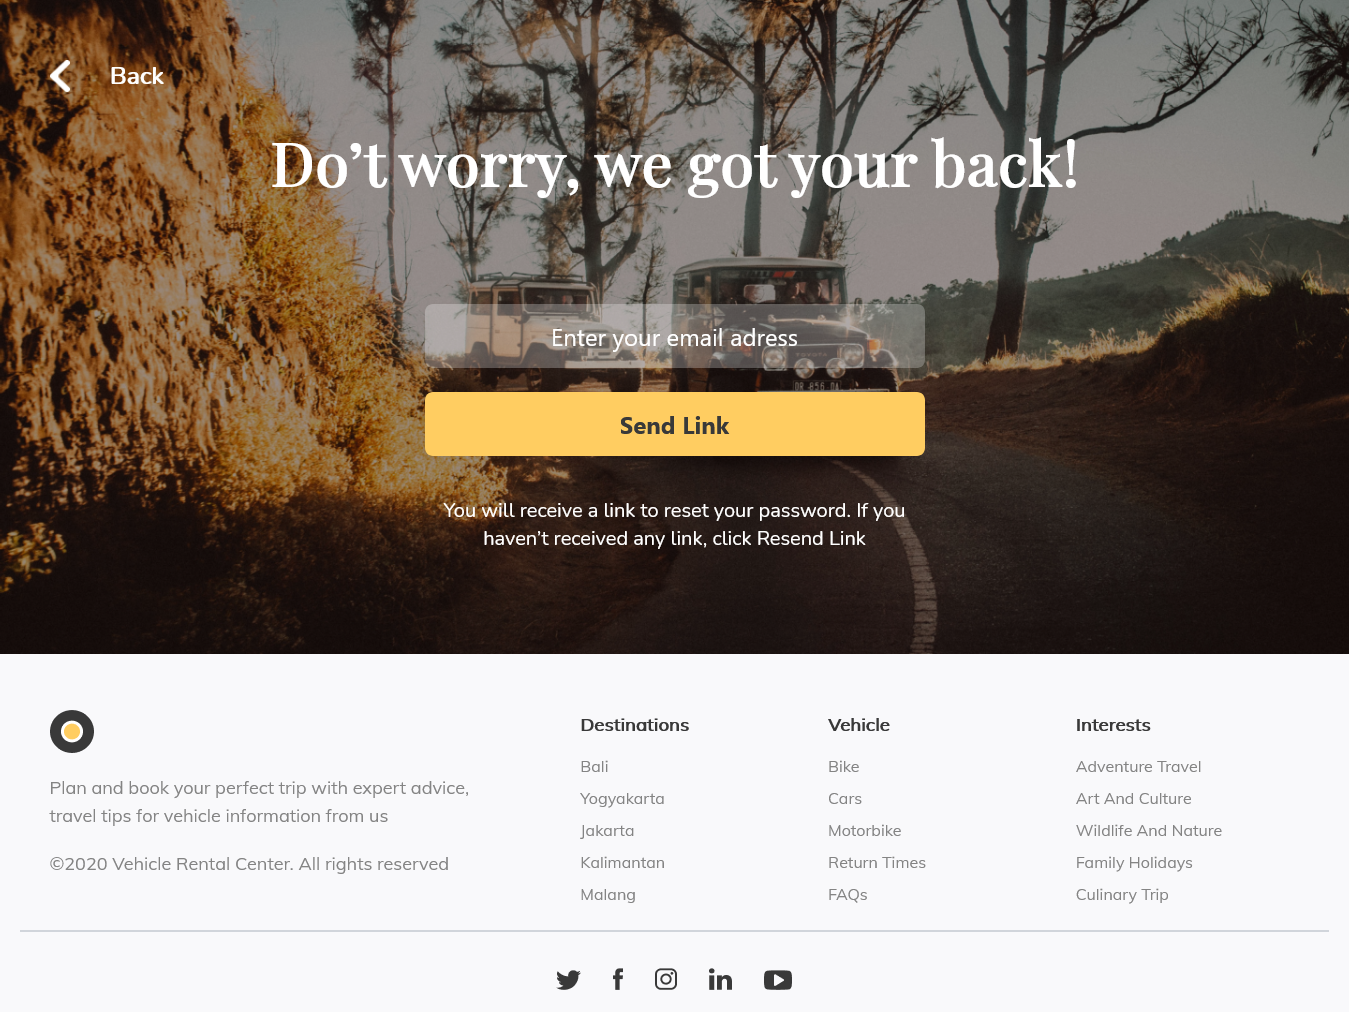 Back
Do’t worry, we got your back!
Enter your email adress
Send Link
You will receive a link to reset your password. If you
haven’t received any link, click Resend Link
Destinations
Bali
Yogyakarta
Jakarta
Kalimantan
Malang
Vehicle
Bike
Cars
Motorbike
Return Times
FAQs
Interests
Adventure Travel
Art And Culture
Wildlife And Nature
Family Holidays
Culinary Trip
Plan and book your perfect trip with expert advice,
travel tips for vehicle information from us
©2020 Vehicle Rental Center. All rights reserved